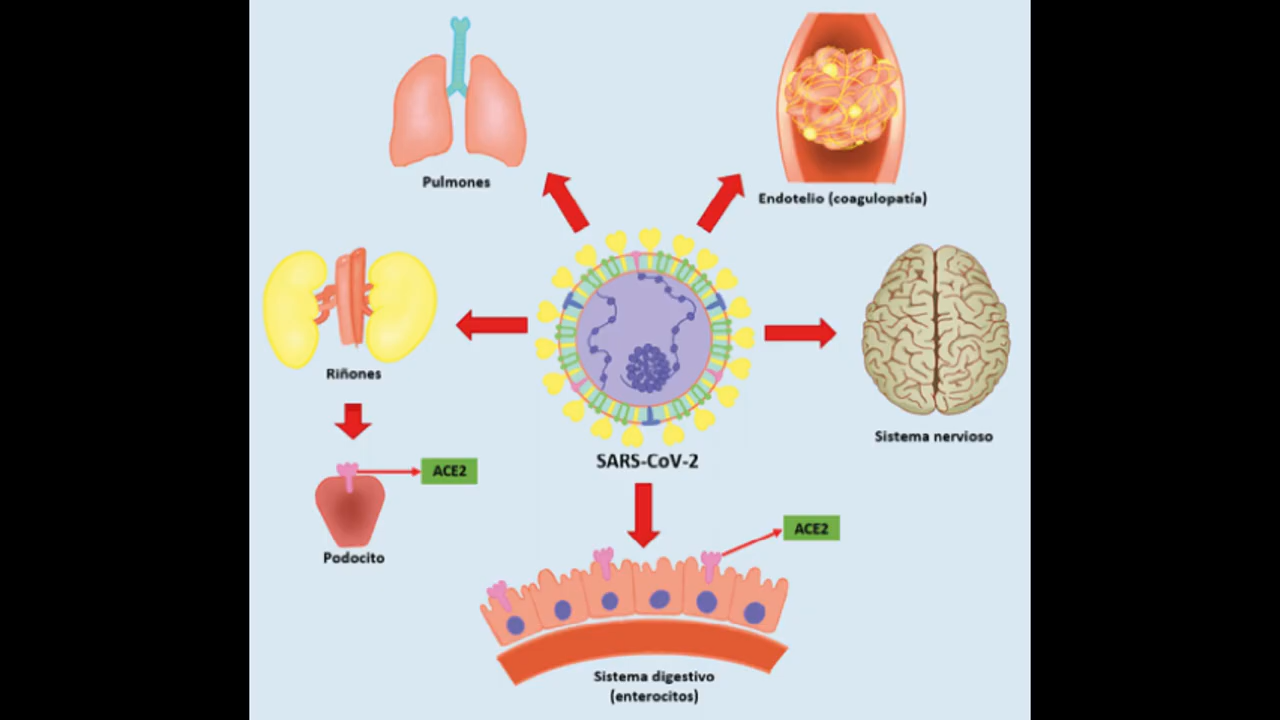 Pulmones
Endotelio (coagulopatía)
Riñones
Sistema nervioso
SARS-CoV-2
ACE2
Podocito
ACE2
Sistema digestivo
(enterocitos)